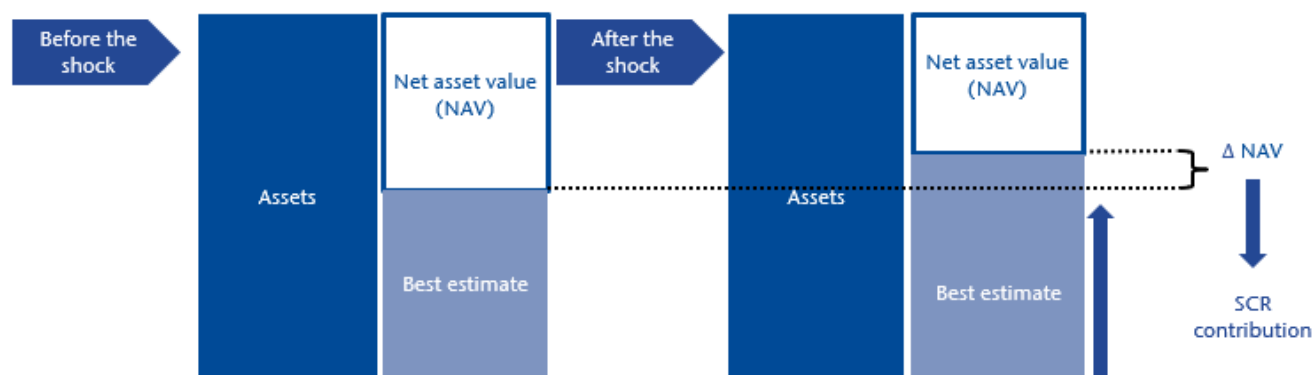 Before the
shock
Assets
Net asset value
(NAV)
Best estimate
After the
shock
Assets
Net asset value
(NAV)
Best estimate
Δ NAV
SCR
contribution